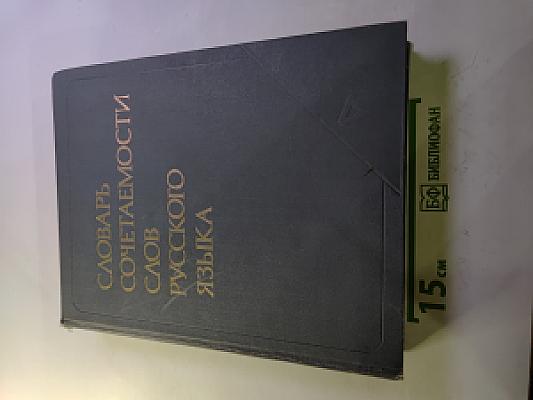 СЛОВАРЬ
СОЧЕТАЕМОСТИ
СЛОВ
РУССКОГО
ЯЗЫКА
15 см
БФ БИБЛИОФАН